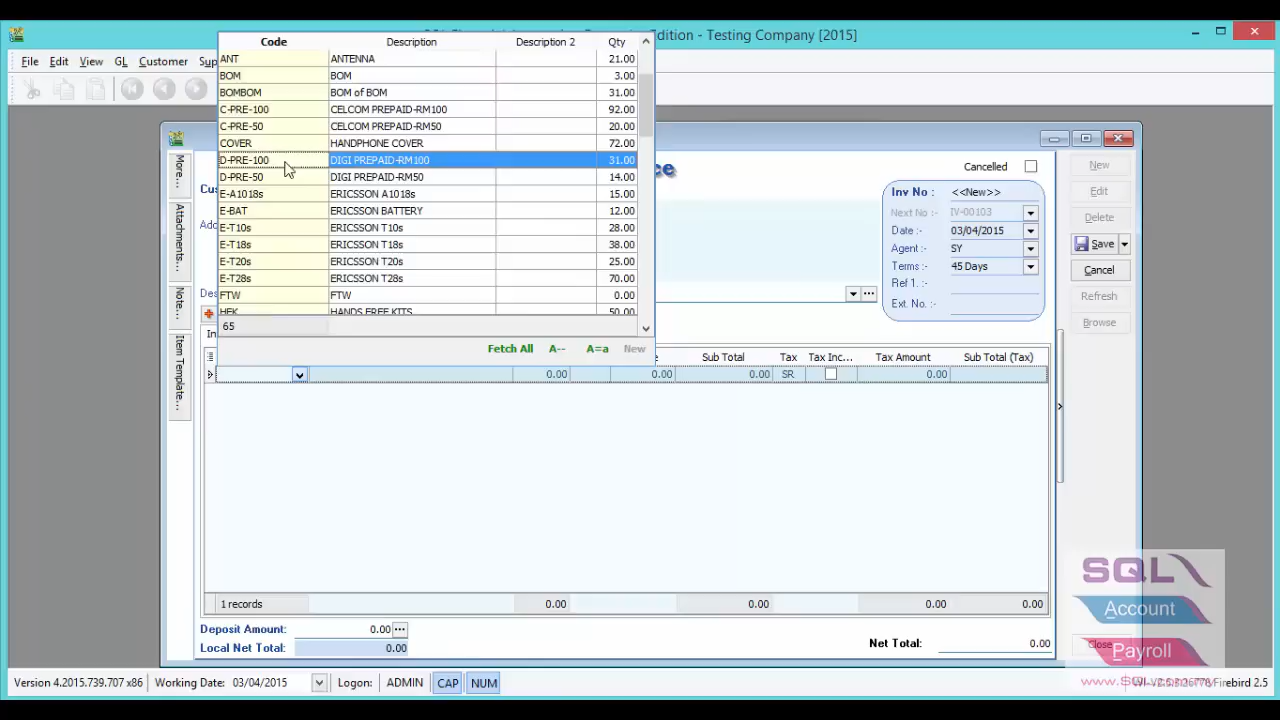 Edition - Testing Company [2015]
File Edit View GL Customer
Code Description Description 2 Qty
ANT ANTENNA 21.00
BOM BOM 3.00
BOMBOM BOM of BOM 31.00
C-PRE-100 CELCOM PREPAID-RM100 92.00
C-PRE-50 CELCOM PREPAID-RM50 20.00
COVER HANDPHONE COVER 72.00
D-PRE-100 DIGI PREPAID-RM100 31.00
D-PRE-50 DIGI PREPAID-RM50 14.00
E-A1018s ERICSSON A1018s 15.00
E-BAT ERICSSON BATTERY 12.00
E-T10s ERICSSON T10s 28.00
E-T18s ERICSSON T18s 38.00
E-T20s ERICSSON T20s 25.00
E-T28s ERICSSON T28s 70.00
FTW FTW 0.00
HFK HANDS FREE KITS 50.00
65
Fetch All A-- A=a New
More...
Attachments...
Note...
Item Template...
Cancelled
Inv No : <<New>>
Next No :- IV-00103
Date :- 03/04/2015
Agent :- SY
Terms :- 45 Days
Ref 1. :-
Ext. No. :-
New
Edit
Delete
Save
Cancel
Refresh
Browse
Sub Total Tax Tax Inc... Tax Amount Sub Total (Tax)
0.00 0.00 0.00 SR 0.00
1 records 0.00 0.00 0.00 0.00
Deposit Amount: 0.00
Local Net Total: 0.00
Net Total: 0.00
SQL
Account
Payroll
Close
Version 4.2015.739.707 x86 Working Date: 03/04/2015 Logon: ADMIN CAP NUM
Firebird 2.5